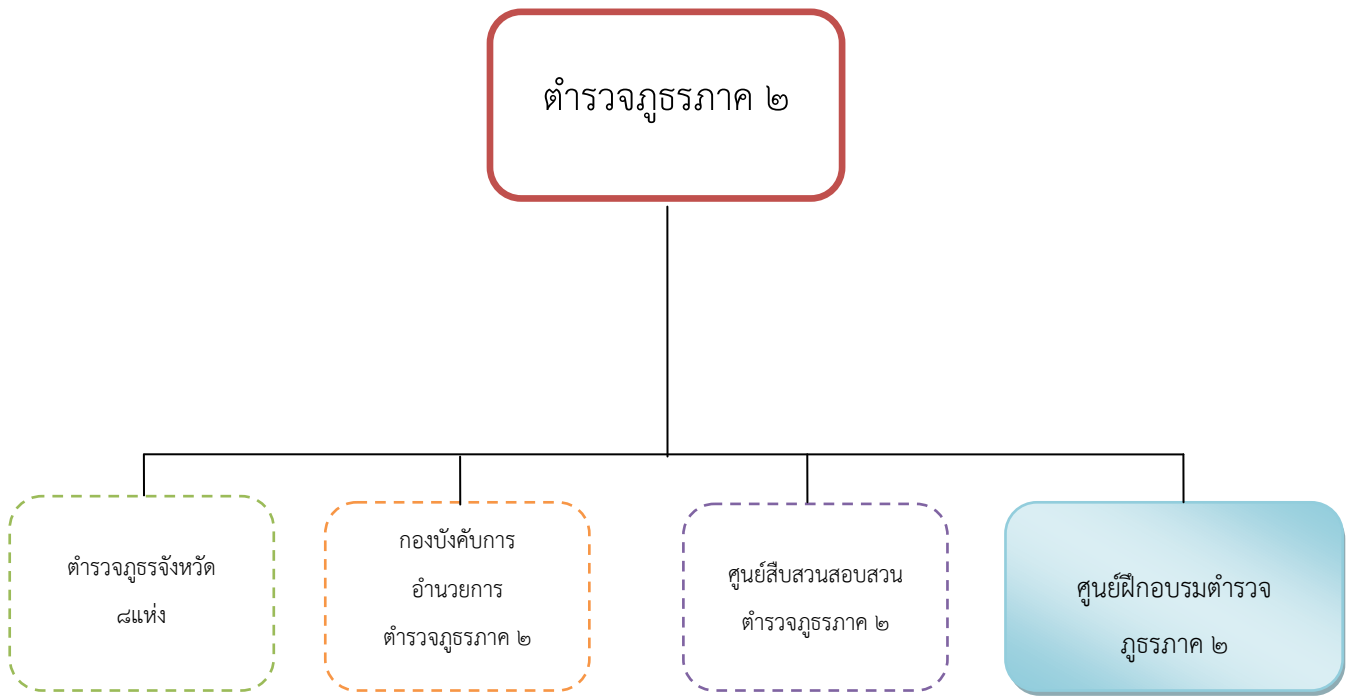 ตำรวจภูธรภาค ๒
ตำรวจภูธรจังหวัด
๘แห่ง
กองบังคับการ
อำนวยการ
ตำรวจภูธรภาค ๒
ศูนย์สืบสวนสอบสวน
ตำรวจภูธรภาค ๒
ศูนย์ฝึกอบรมตำรวจ
ภูธรภาค ๒